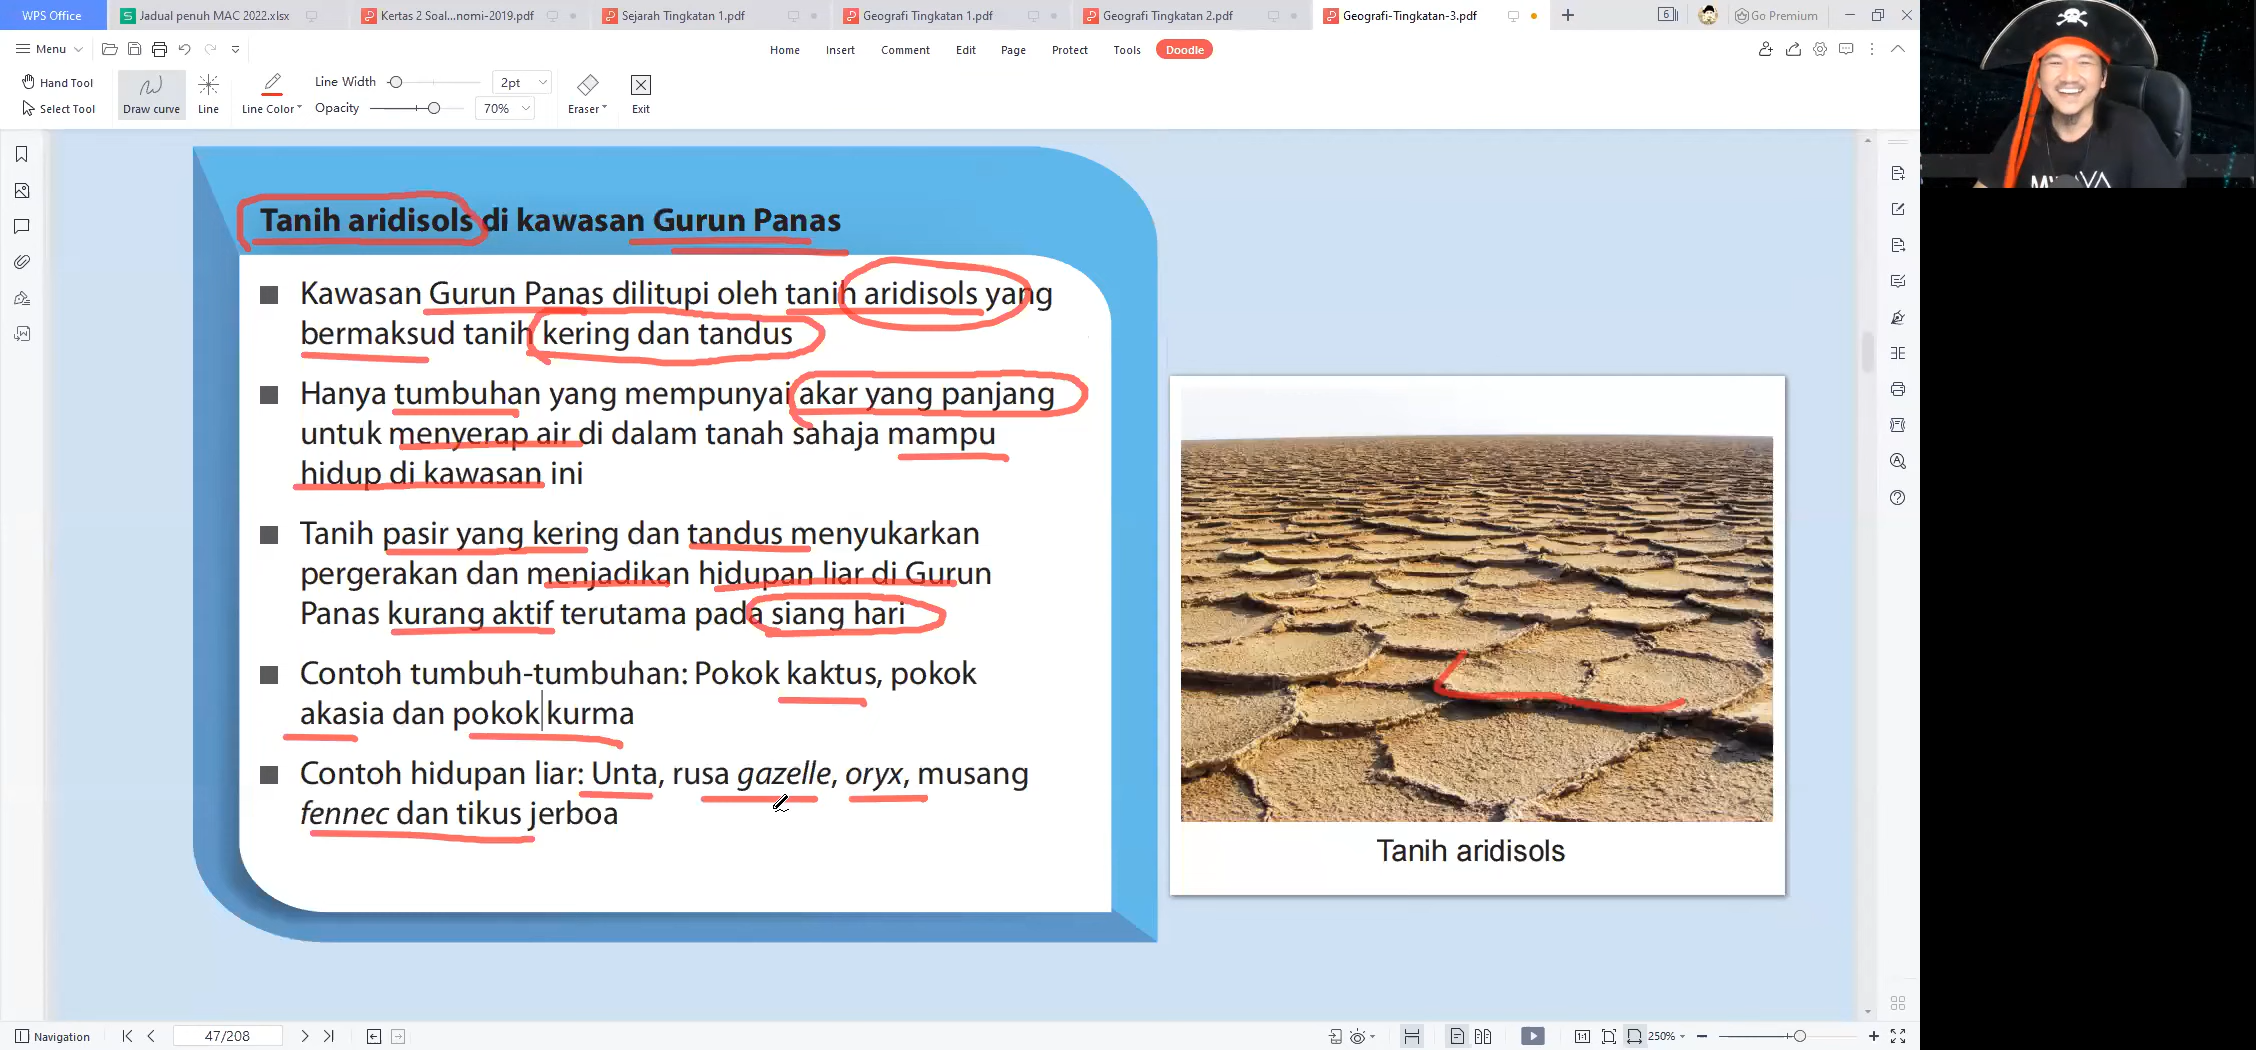 WPS Office
Jadual penuh MAC 2022.xlsx
Kertas 2 Soal...nomi-2019.pdf
Sejarah Tingkatan 1.pdf
Geografi Tingkatan 1.pdf
Geografi Tingkatan 2.pdf
Geografi-Tingkatan-3.pdf
6
Go Premium
Menu
Home
Insert
Comment
Edit
Page
Protect
Tools
Doodle
Hand Tool
Select Tool
Draw curve
Line
Line Color
Line Width
2pt
Opacity
70%
Eraser
Exit
Tanih aridisols di kawasan Gurun Panas
Kawasan Gurun Panas dilitupi oleh tanih aridisols yang
bermaksud tanih kering dan tandus
Hanya tumbuhan yang mempunyai akar yang panjang
untuk menyerap air di dalam tanah sahaja mampu
hidup di kawasan ini
Tanih pasir yang kering dan tandus menyukarkan
pergerakan dan menjadikan hidupan liar di Gurun
Panas kurang aktif terutama pada siang hari
Contoh tumbuh-tumbuhan: Pokok kaktus, pokok
akasia dan pokok kurma
Contoh hidupan liar: Unta, rusa gazelle, oryx, musang
fennec dan tikus jerboa
Tanih aridisols
Navigation
47/208
1:1
250%